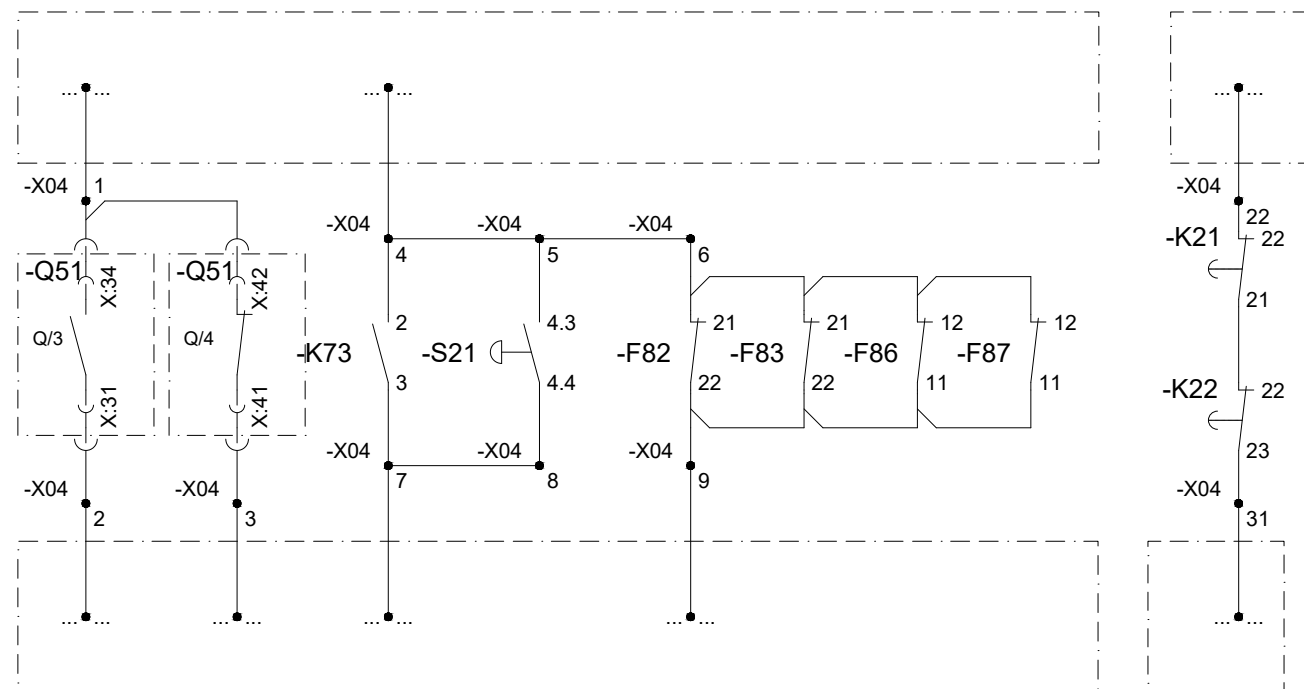 ... ... ... ... ... ...
-X04 1 -X04
-X04 -X04 -X04 22
4 5 6 -K21 22
-Q51 X:34 -Q51 X:42
21
Q/3 Q/4 2 4.3 21 21 12 12
-K73 -S21 -F82 -F83 -F86 -F87
3 4.4 22 22 11 11 -K22 22
X:31 X:41
-X04 -X04 -X04 23
7 8 9
-X04 -X04 -X04
2 3 31
... ... ... ... ... ... ... ... ... ...